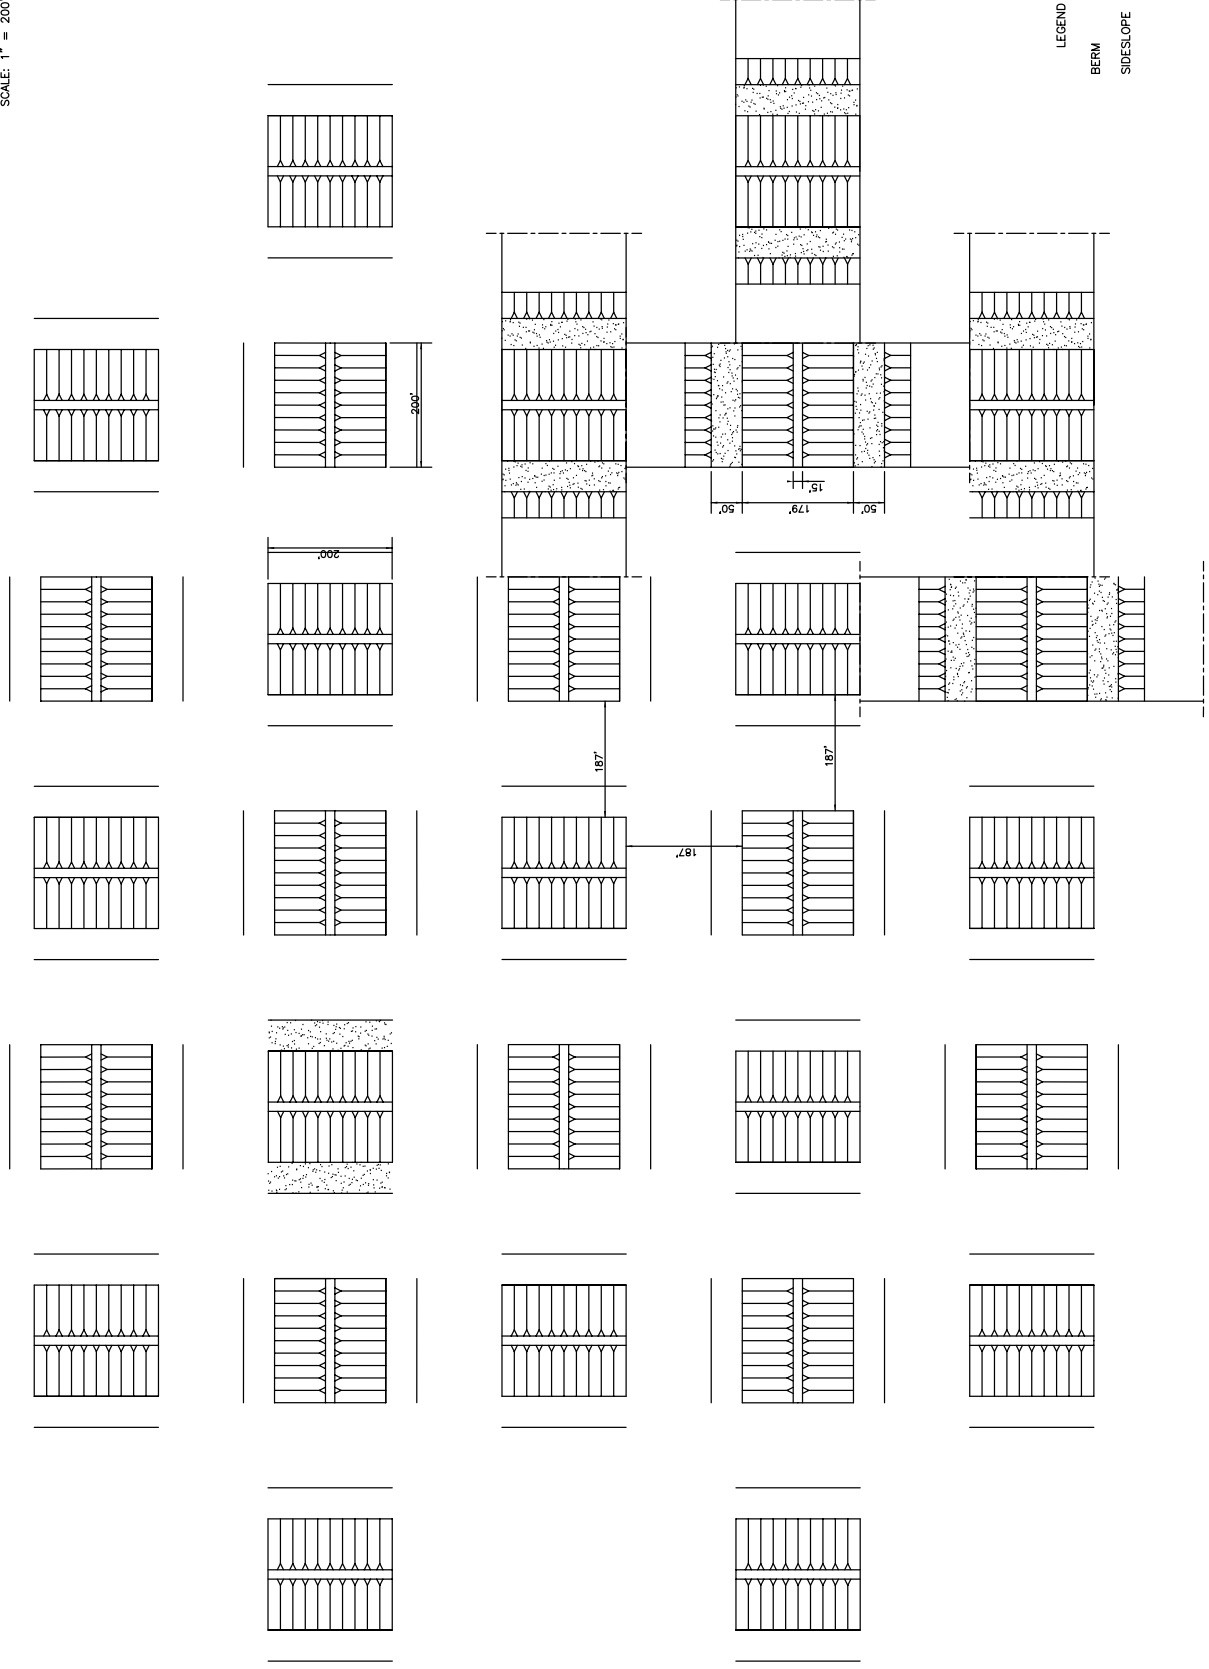 SCALE: 1" = 200'
LEGEND
BERM
SIDESLOPE
200'
15'
50'
179'
50'
200'
187'
187'
187'